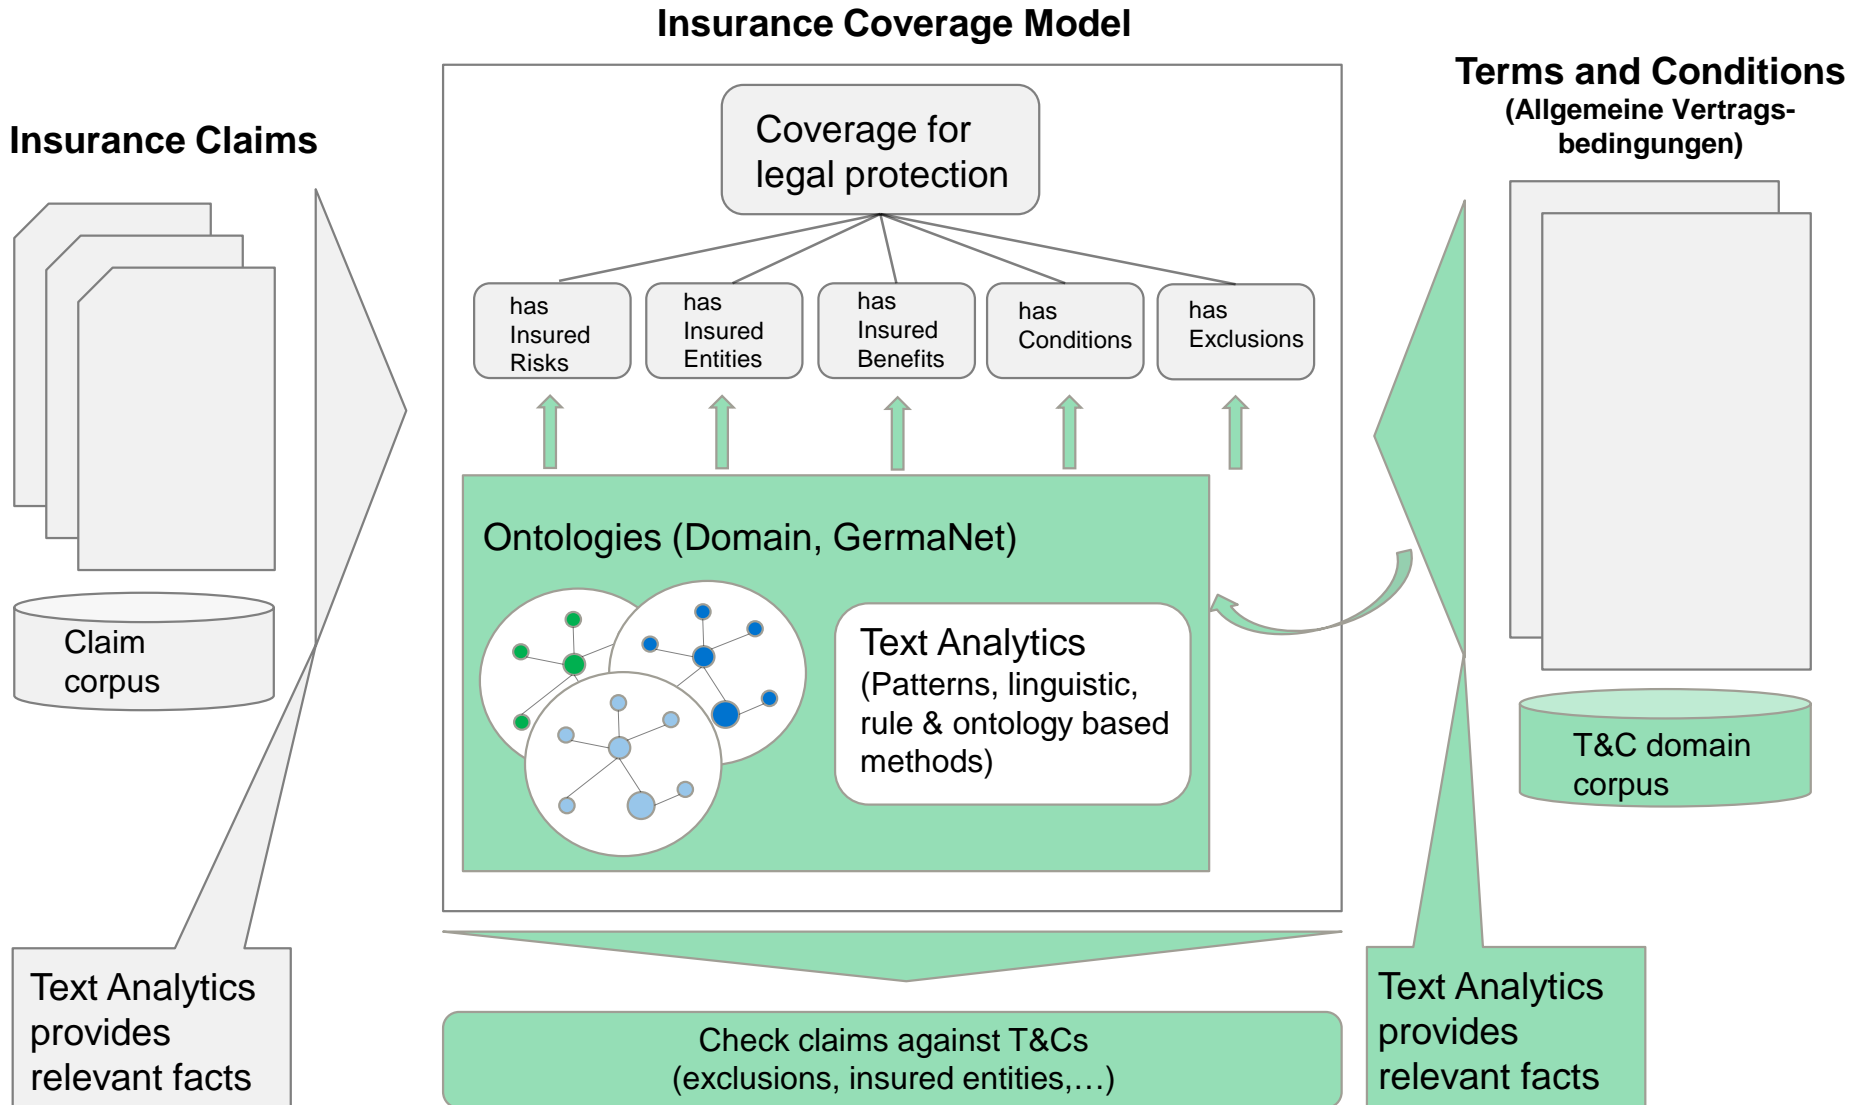 Insurance Coverage Model
Terms and Conditions
(Allgemeine Vertrags-
bedingungen)
Insurance Claims
Coverage for
legal protection
has
Insured
Risks
has
Insured
Entities
has
Insured
Benefits
has
Conditions
has
Exclusions
Ontologies (Domain, GermaNet)
Text Analytics
(Patterns, linguistic,
rule & ontology based
methods)
Claim
corpus
T&C domain
corpus
Text Analytics
provides
relevant facts
Check claims against T&Cs
(exclusions, insured entities,…)
Text Analytics
provides
relevant facts